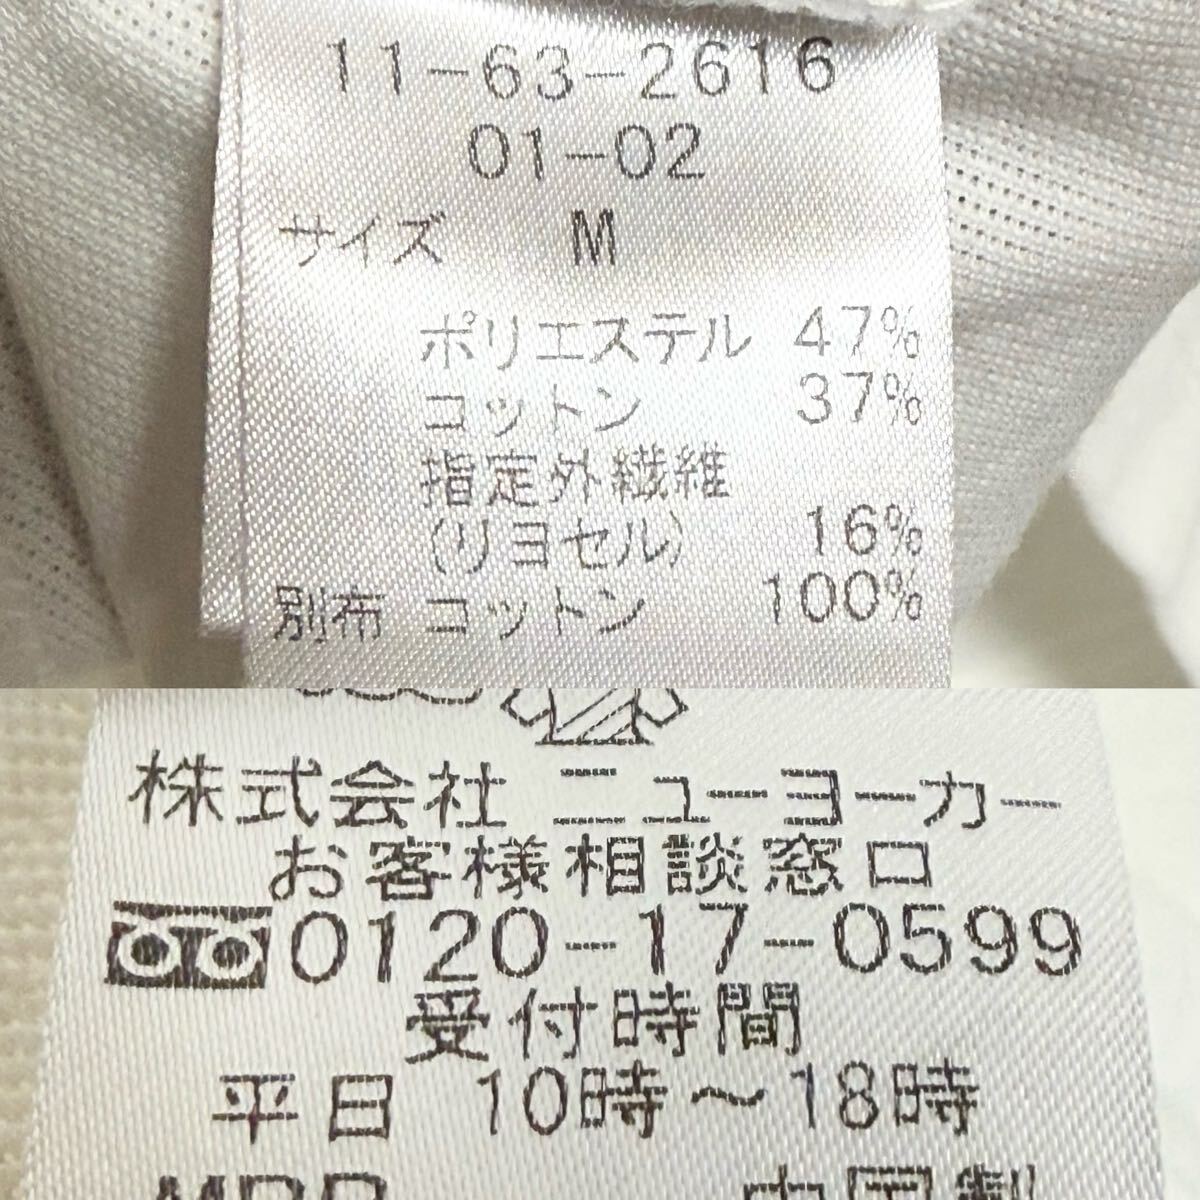 11-63-2616
01-02
サイズ M
ポリエステル 47%
コットン 37%
指定外繊維
(リヨセル) 16%
別布 コットン 100%
株式会社 ニューヨーカー
お客様相談窓口
0120-17-0599
受付時間
平日 10時～18時
中国製